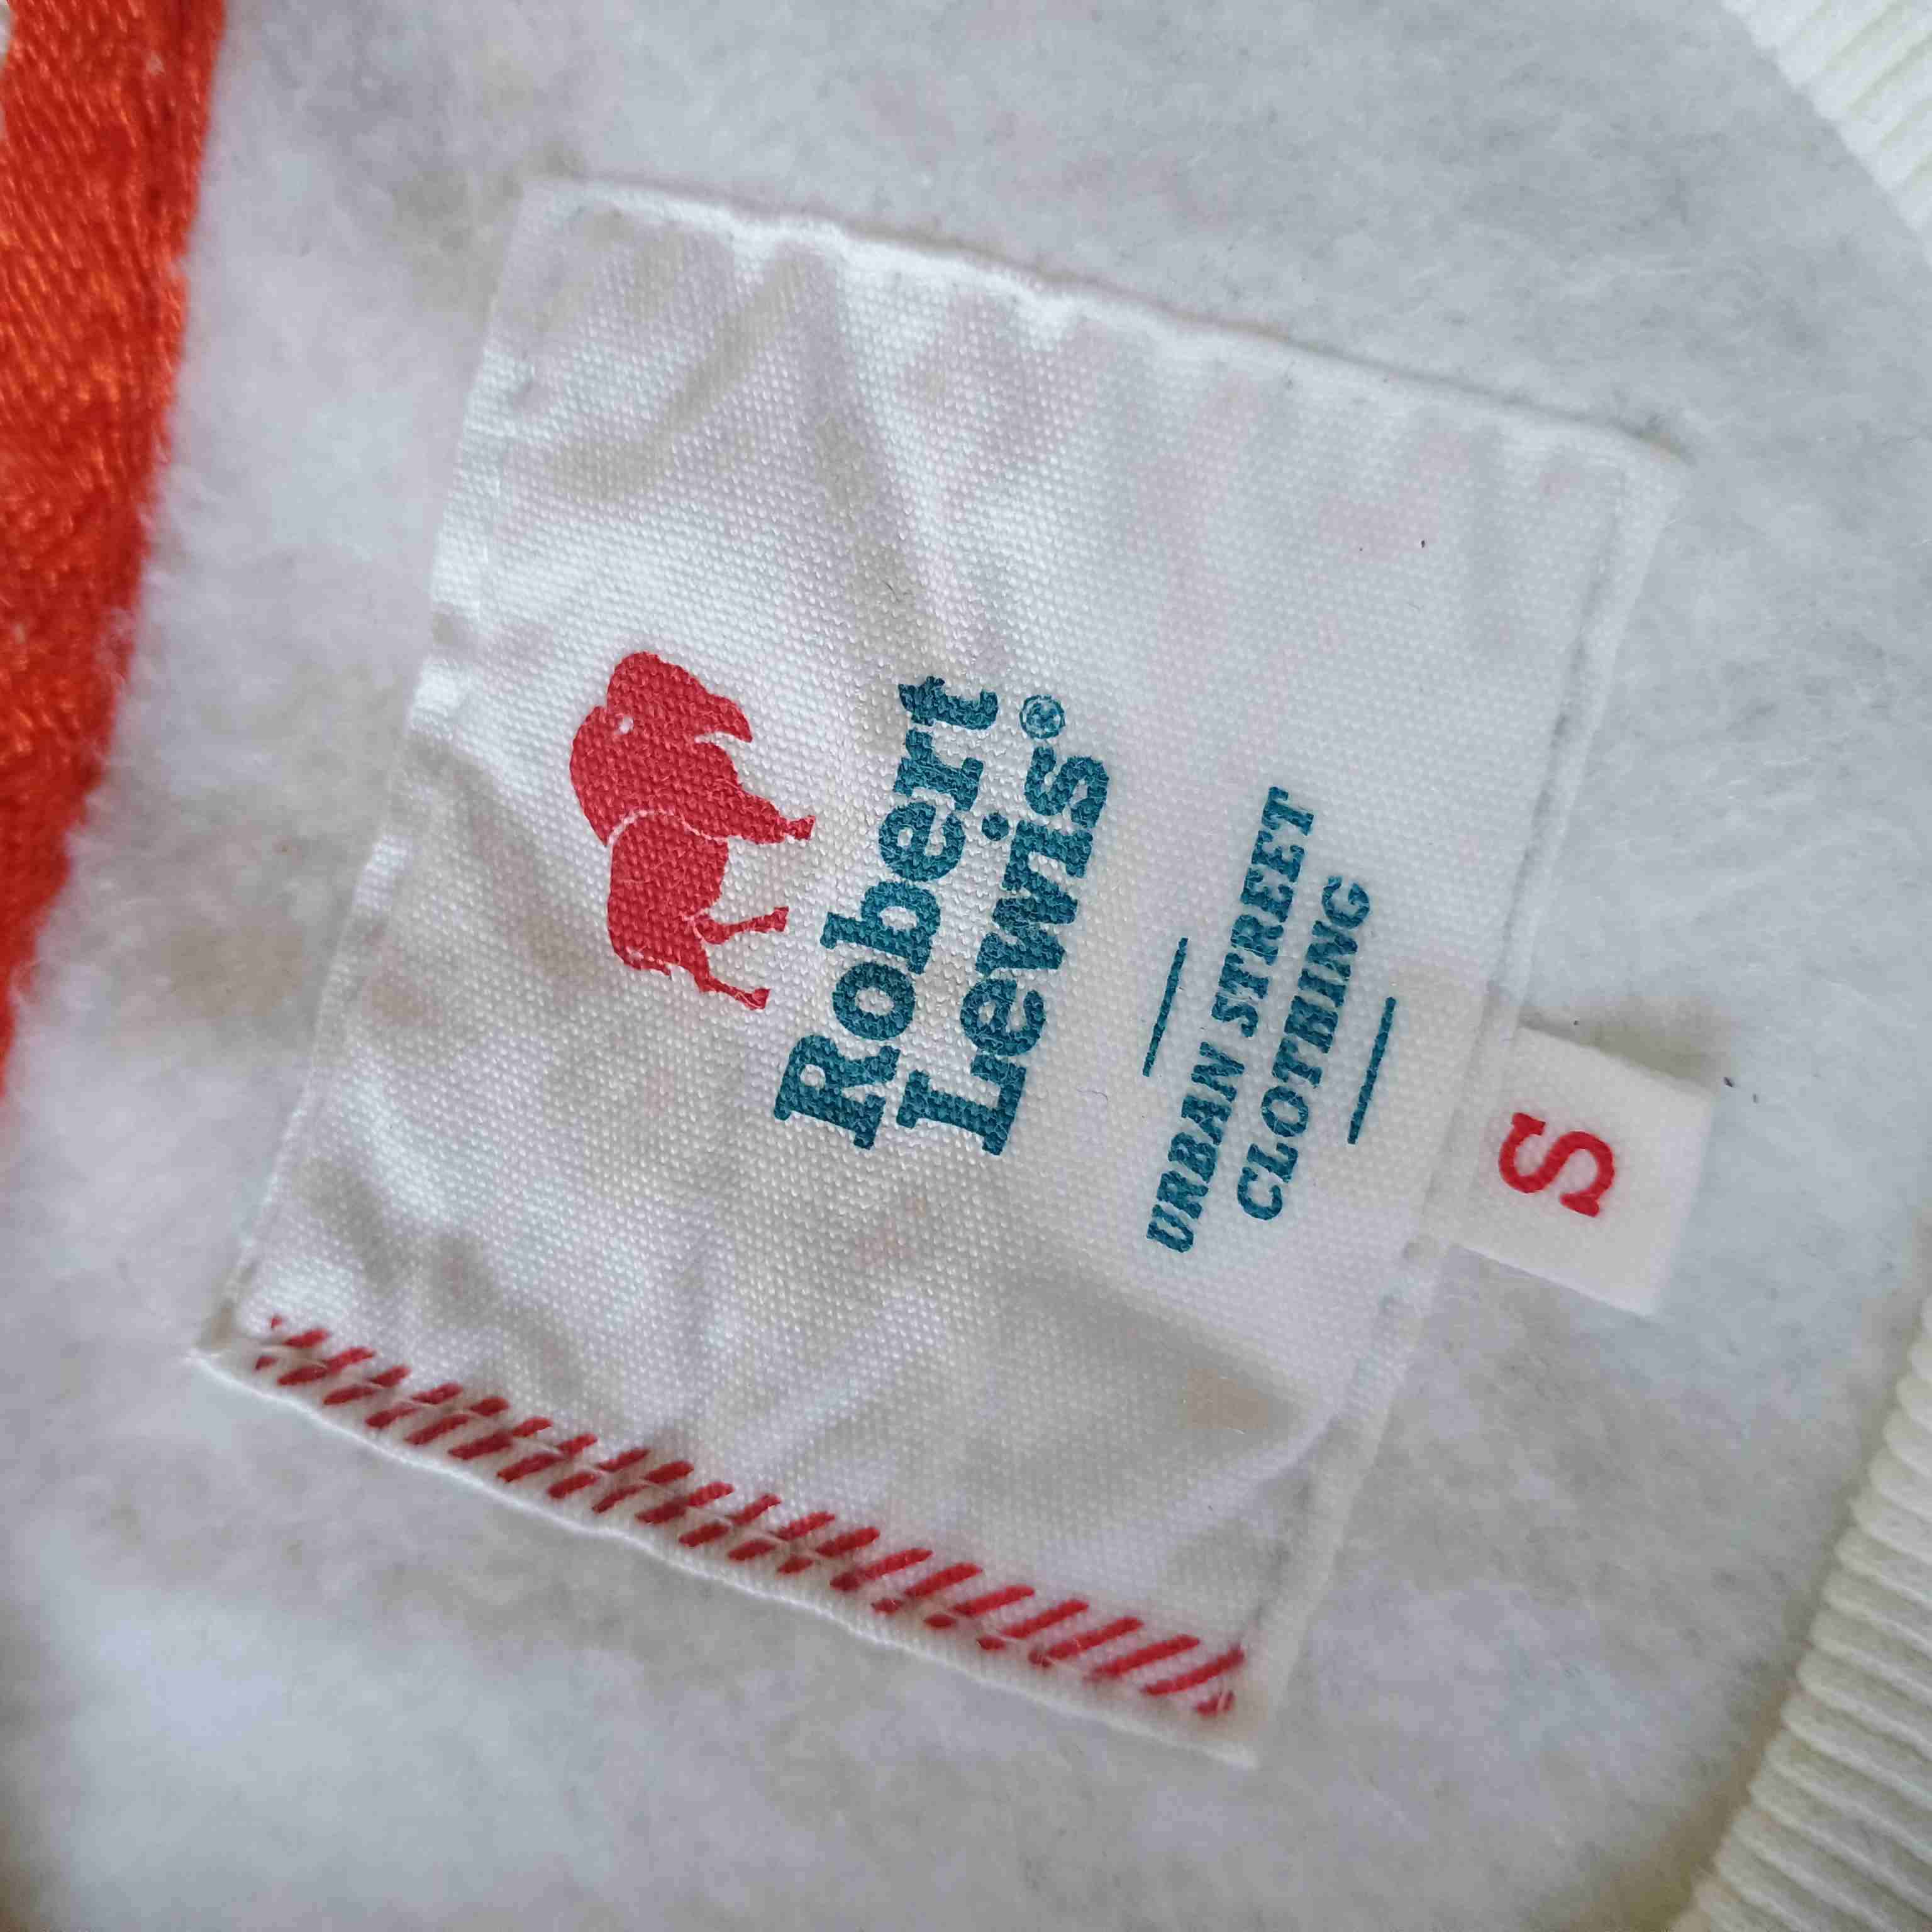 Robert
Lewis®
URBAN STREET
CLOTHING
S